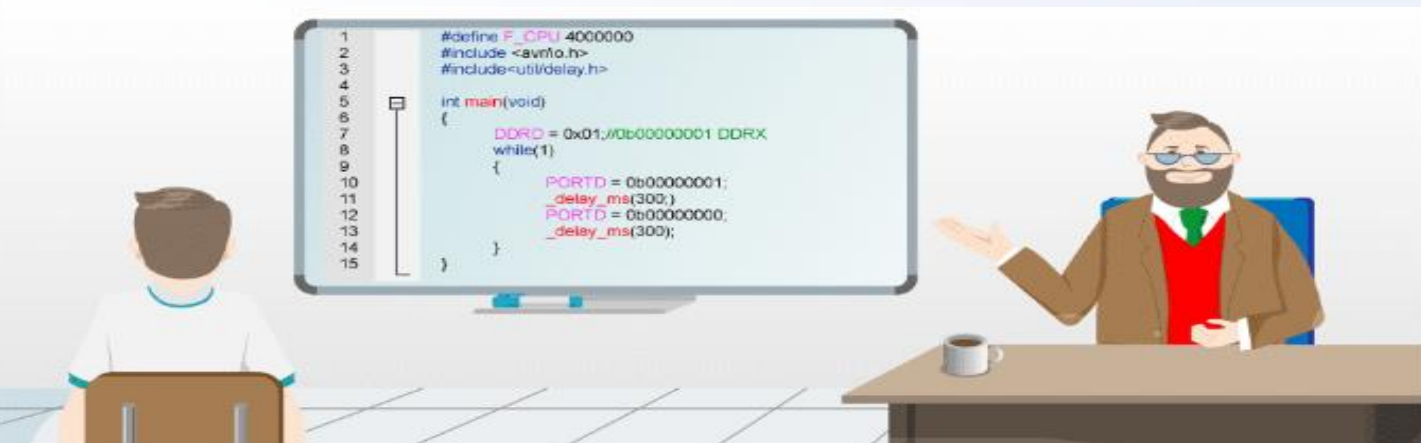 1 #define F_CPU 4000000
2 #include <avr/io.h>
3 #include<util/delay.h>
4
5 int main(void)
6 {
7 DDRD = 0x01;//0b00000001 DDRX
8 while(1)
9 {
10 PORTD = 0b00000001;
11 _delay_ms(300;)
12 PORTD = 0b00000000;
13 _delay_ms(300);
14 }
15 }